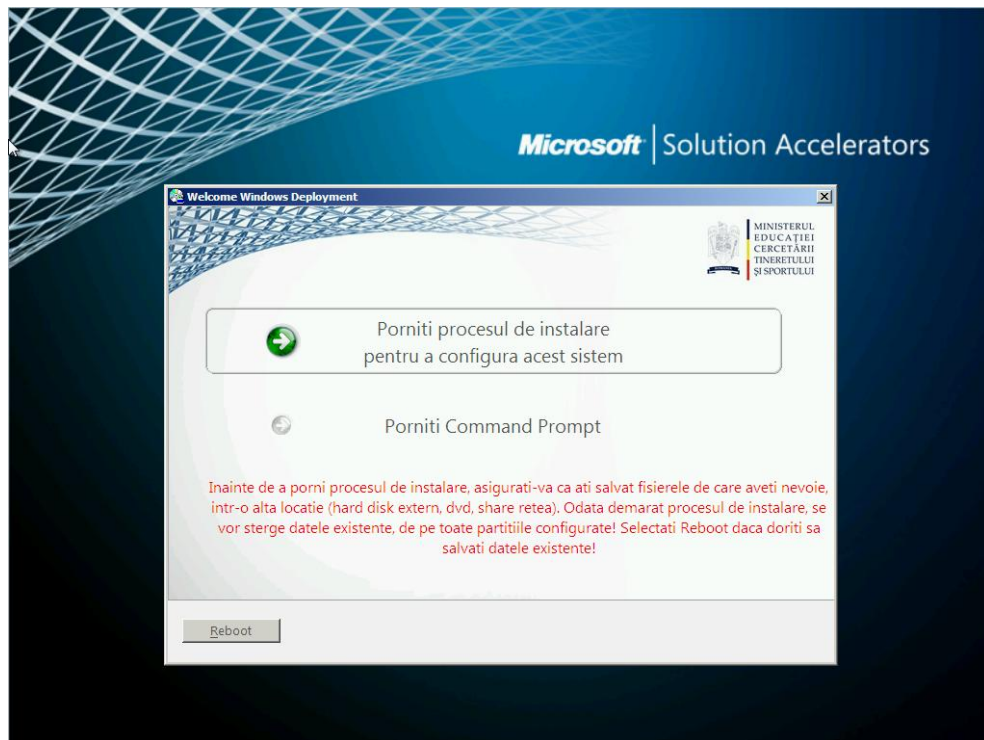 Microsoft Solution Accelerators
Welcome Windows Deployment
MINISTERUL
EDUCAȚIEI
CERCETĂRII
TINERETULUI
ȘI SPORTULUI
Porniti procesul de instalare
pentru a configura acest sistem
Porniti Command Prompt
Inainte de a porni procesul de instalare, asigurati-va ca ati salvat fisierele de care aveti nevoie,
intr-o alta locatie (hard disk extern, dvd, share retea). Odata demarat procesul de instalare, se
vor sterge datele existente, de pe toate partitiile configurate! Selectati Reboot daca doriti sa
salvati datele existente!
Reboot